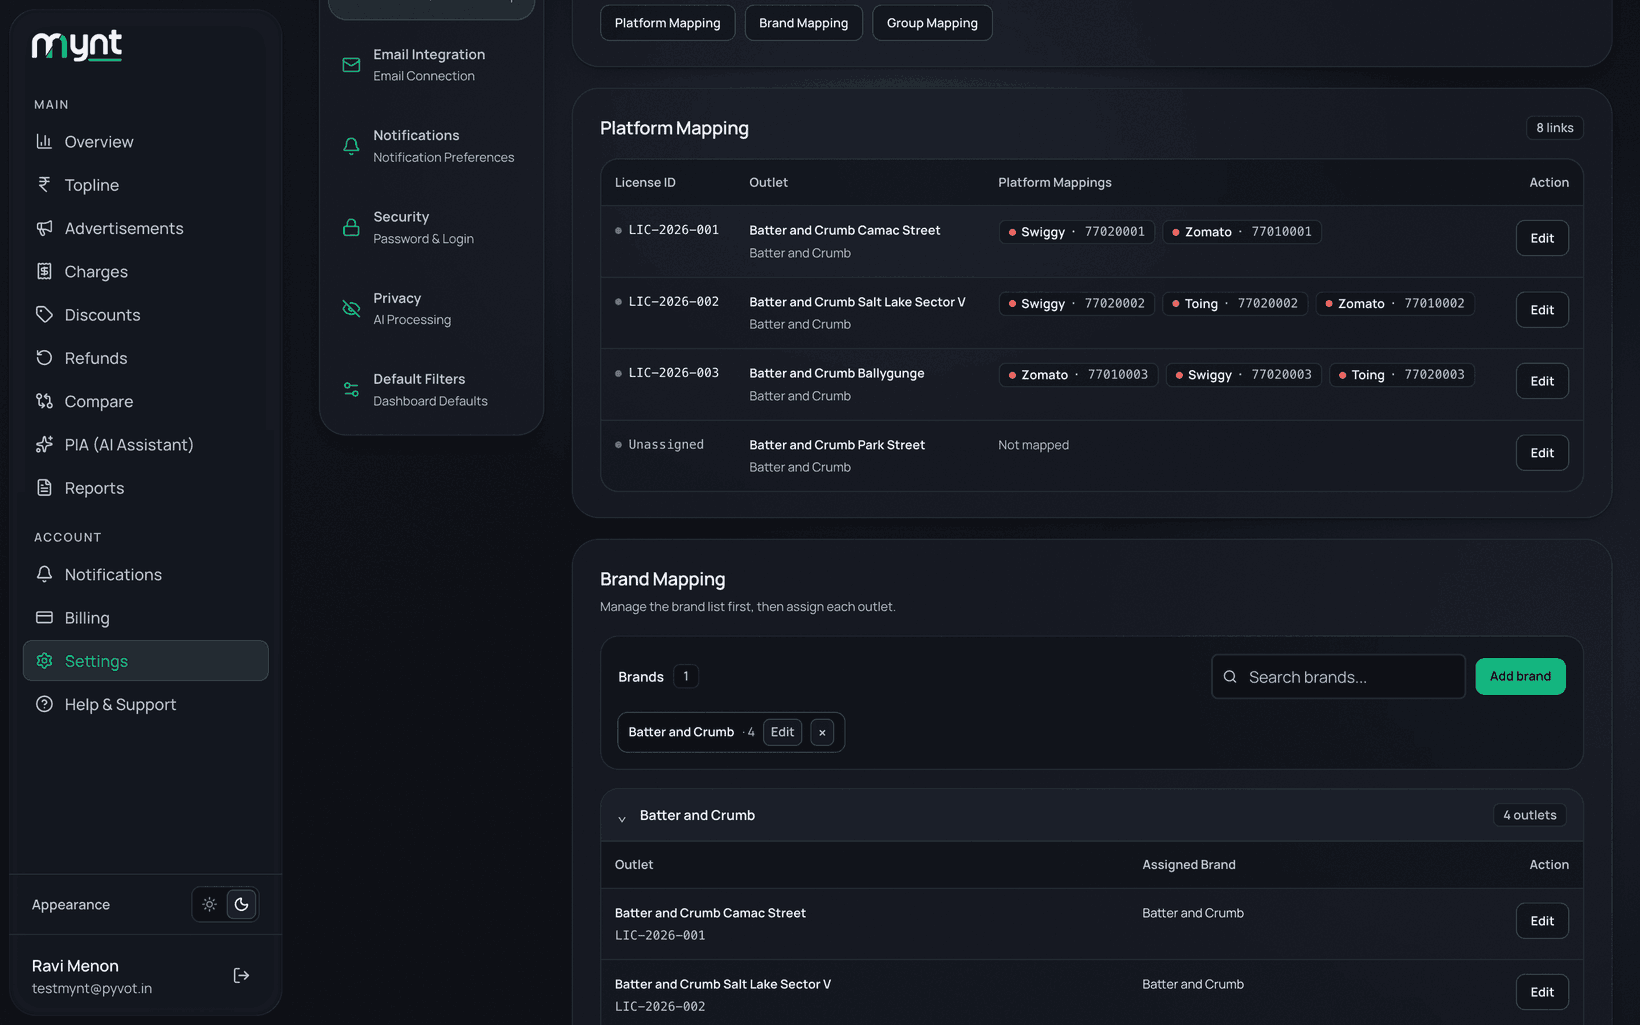 mynt
MAIN
Overview
Topline
Advertisements
Charges
Discounts
Refunds
Compare
PIA (AI Assistant)
Reports
ACCOUNT
Notifications
Billing
Settings
Help & Support
Appearance
Ravi Menon
testmynt@pyvot.in
Email Integration
Email Connection
Notifications
Notification Preferences
Security
Password & Login
Privacy
AI Processing
Default Filters
Dashboard Defaults
Platform Mapping Brand Mapping Group Mapping
Platform Mapping 8 links
License ID Outlet Platform Mappings Action
LIC-2026-001 Batter and Crumb Camac Street Swiggy · 77020001 Zomato · 77010001 Edit
Batter and Crumb
LIC-2026-002 Batter and Crumb Salt Lake Sector V Swiggy · 77020002 Toing · 77020002 Zomato · 77010002 Edit
Batter and Crumb
LIC-2026-003 Batter and Crumb Ballygunge Zomato · 77010003 Swiggy · 77020003 Toing · 77020003 Edit
Batter and Crumb
Unassigned Batter and Crumb Park Street Not mapped Edit
Batter and Crumb
Brand Mapping
Manage the brand list first, then assign each outlet.
Brands 1 Search brands... Add brand
Batter and Crumb · 4 Edit ×
Batter and Crumb 4 outlets
Outlet Assigned Brand Action
Batter and Crumb Camac Street Batter and Crumb Edit
LIC-2026-001
Batter and Crumb Salt Lake Sector V Batter and Crumb Edit
LIC-2026-002